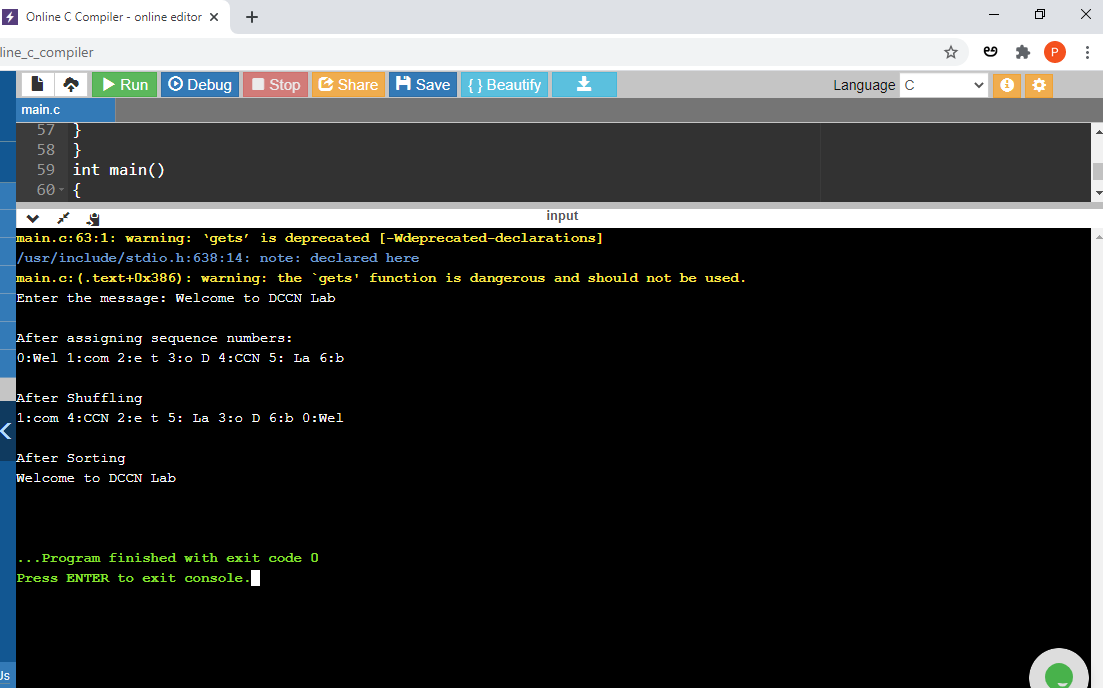 Online C Compiler - online editor
line_c_compiler
P
Run Debug Stop Share Save { } Beautify Language C
main.c
57 }
58 }
59 int main()
60 {
input
main.c:63:1: warning: ‘gets’ is deprecated [-Wdeprecated-declarations]
/usr/include/stdio.h:638:14: note: declared here
main.c:(.text+0x386): warning: the `gets' function is dangerous and should not be used.
Enter the message: Welcome to DCCN Lab
After assigning sequence numbers:
0:Wel 1:com 2:e t 3:o D 4:CCN 5: La 6:b
After Shuffling
1:com 4:CCN 2:e t 5: La 3:o D 6:b 0:Wel
After Sorting
Welcome to DCCN Lab
...Program finished with exit code 0
Press ENTER to exit console.
Js